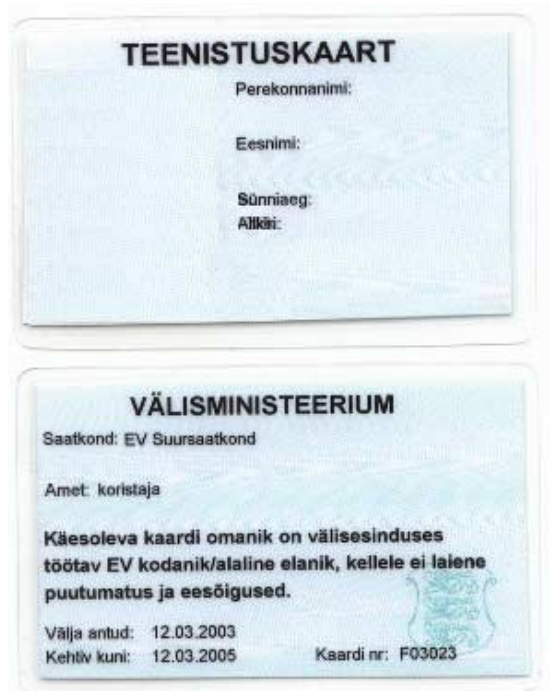 TEENISTUSKAART
Perekonnanimi:
Eesnimi:
Sünniaeg:
Allkiri:
VÄLISMINISTEERIUM
Saatkond: EV Suursaatkond
Amet: koristaja
Käesoleva kaardi omanik on välisesinduses
töötav EV kodanik/alaline elanik, kellele ei laiene
puutumatus ja eesõigused.
Välja antud: 12.03.2003
Kehtiv kuni: 12.03.2005 Kaardi nr: F03023